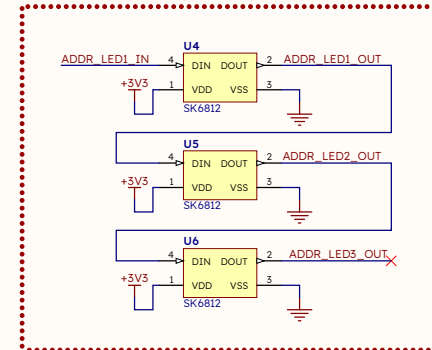 U4
ADDR_LED1_IN 4 DIN DOUT 2 ADDR_LED1_OUT
+3V3 1 VDD VSS 3
SK6812
U5
4 DIN DOUT 2 ADDR_LED2_OUT
+3V3 1 VDD VSS 3
SK6812
U6
4 DIN DOUT 2 ADDR_LED3_OUT
+3V3 1 VDD VSS 3
SK6812